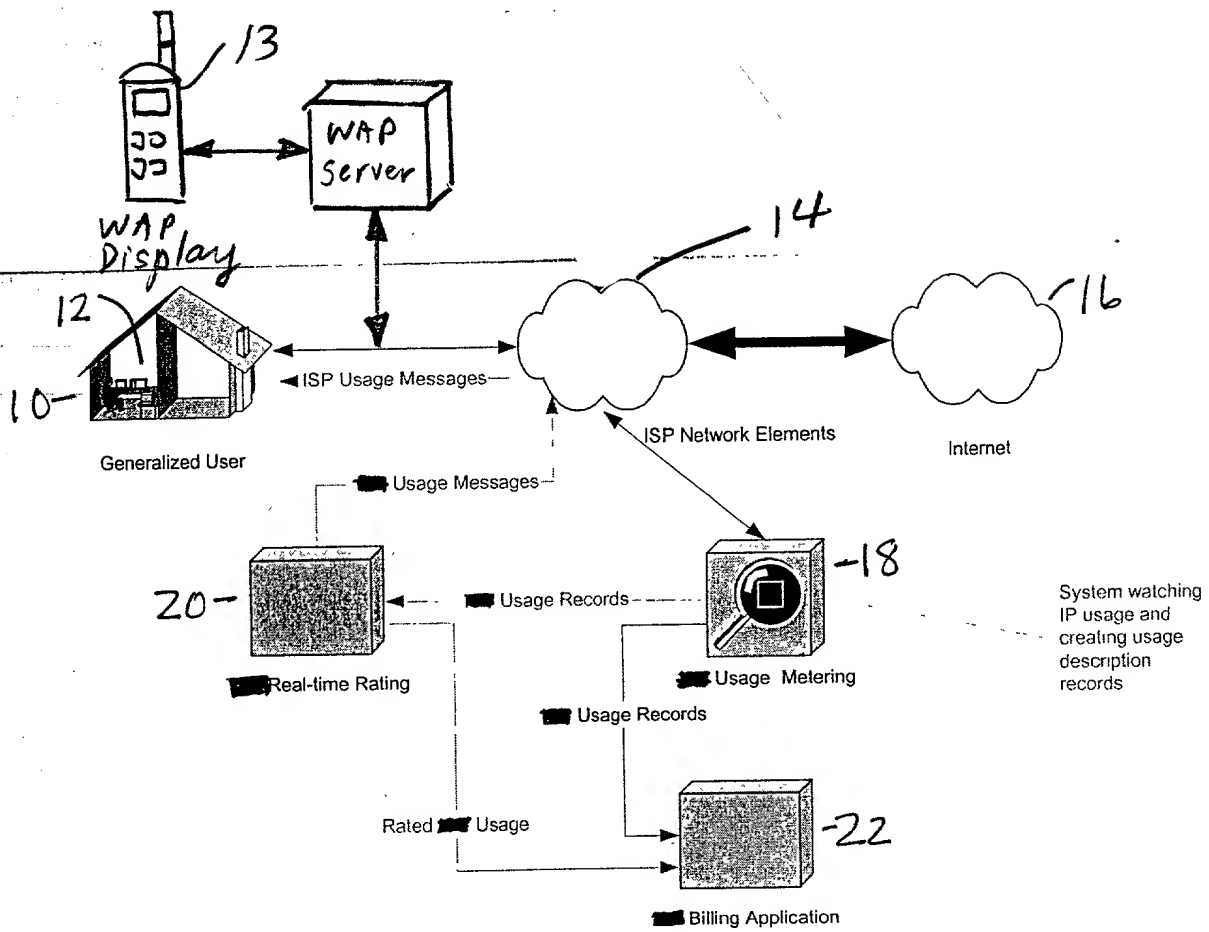 13
WAP
Server
WAP
Display
14
12
16
10
ISP Usage Messages
ISP Network Elements
Generalized User
Internet
Usage Messages
18
20
Usage Records
System watching
IP usage and
creating usage
description
records
Real-time Rating
Usage Metering
Usage Records
Rated Usage
22
Billing Application